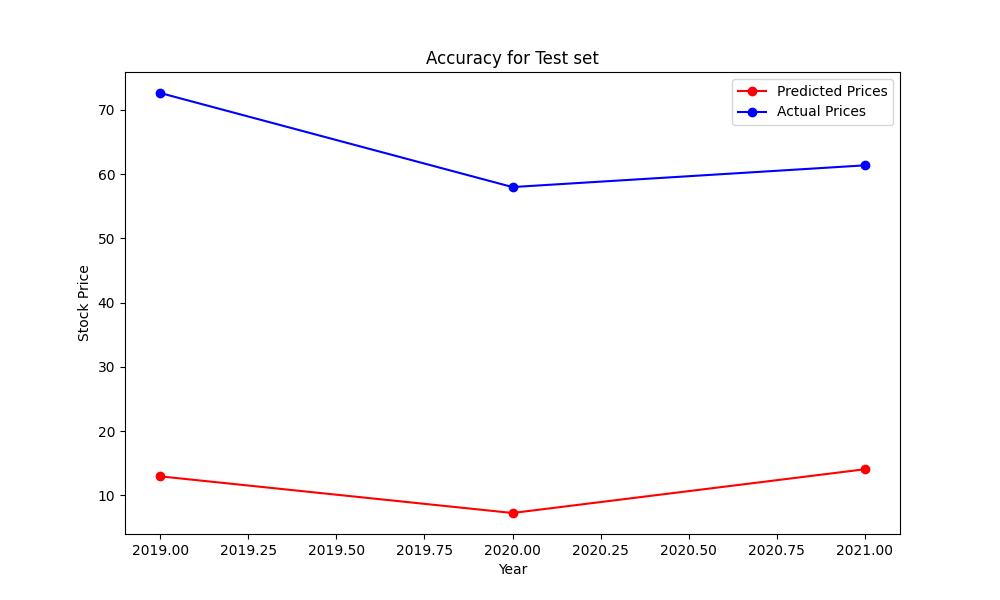 Accuracy for Test set
Predicted Prices
Actual Prices
70
60
50
40
30
20
10
Stock Price
2019.00 2019.25 2019.50 2019.75 2020.00 2020.25 2020.50 2020.75 2021.00
Year